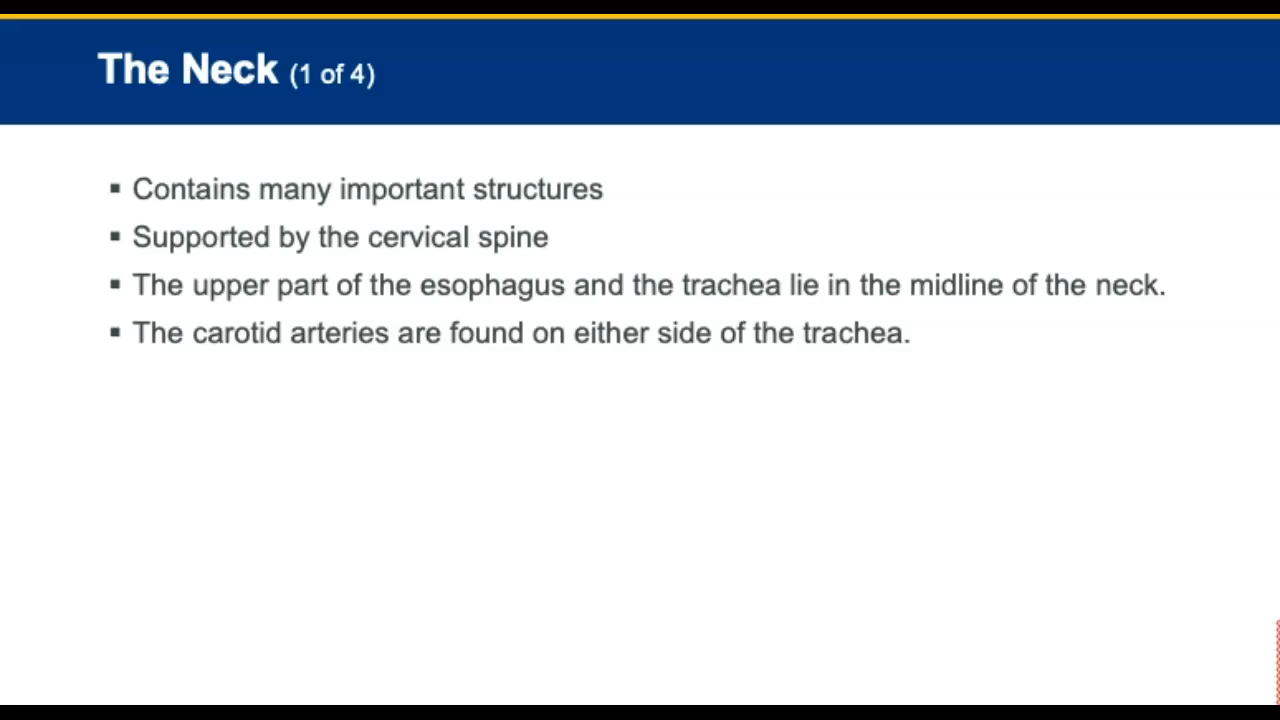 The Neck (1 of 4)
▪ Contains many important structures
▪ Supported by the cervical spine
▪ The upper part of the esophagus and the trachea lie in the midline of the neck.
▪ The carotid arteries are found on either side of the trachea.